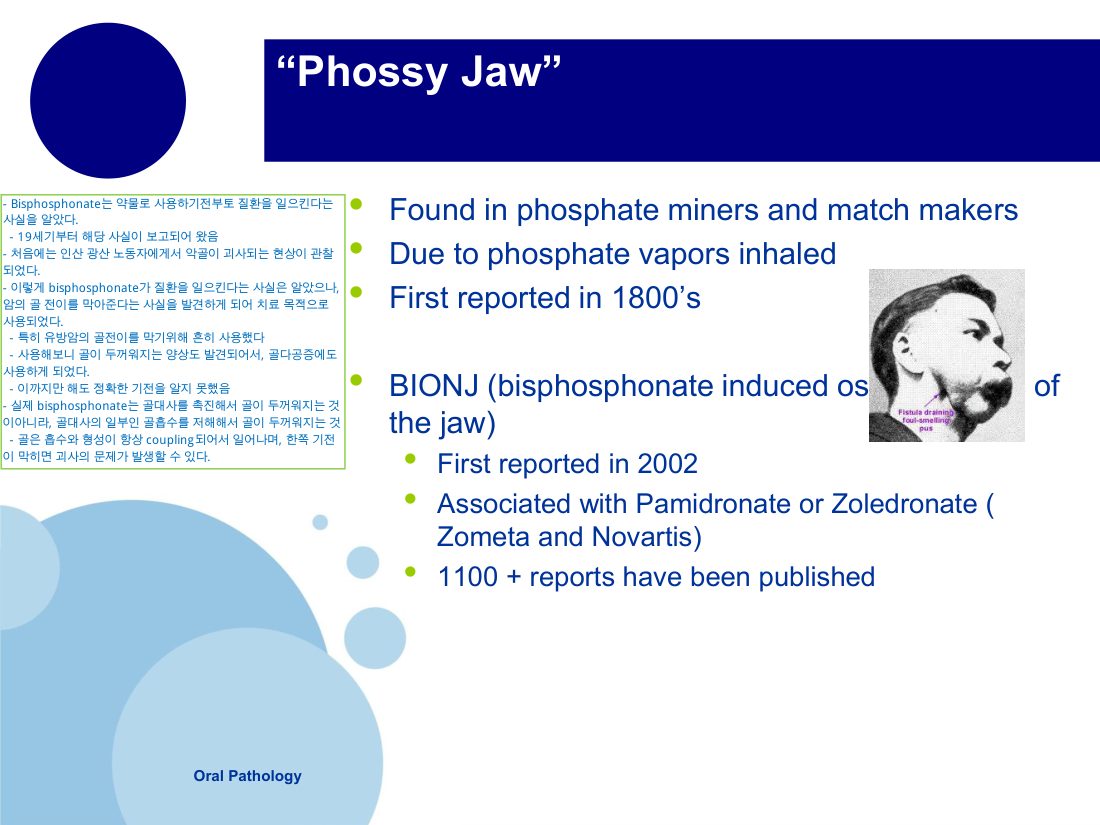 “Phossy Jaw”
- Bisphosphonate는 약물로 사용하기전부토 질환을 일으킨다는
사실을 알았다.
- 19세기부터 해당 사실이 보고되어 왔음
- 처음에는 인산 광산 노동자에게서 악골이 괴사되는 현상이 관찰
되었다.
- 이렇게 bisphosphonate가 질환을 일으킨다는 사실은 알았으나,
암의 골 전이를 막아준다는 사실을 발견하게 되어 치료 목적으로
사용되었다.
- 특히 유방암의 골전이를 막기위해 흔히 사용했다
- 사용해보니 골이 두꺼워지는 양상도 발견되어서, 골다공증에도
사용하게 되었다.
- 이까지만 해도 정확한 기전을 알지 못했음
- 실제 bisphosphonate는 골대사를 촉진해서 골이 두꺼워지는 것
이아니라, 골대사의 일부인 골흡수를 저해해서 골이 두꺼워지는 것
- 골은 흡수와 형성이 항상 coupling되어서 일어나며, 한쪽 기전
이 막히면 괴사의 문제가 발생할 수 있다.
• Found in phosphate miners and match makers
• Due to phosphate vapors inhaled
• First reported in 1800’s
Fistula draining
foul-smelling
pus
• BIONJ (bisphosphonate induced os of
the jaw)
• First reported in 2002
• Associated with Pamidronate or Zoledronate (
Zometa and Novartis)
• 1100 + reports have been published
Oral Pathology